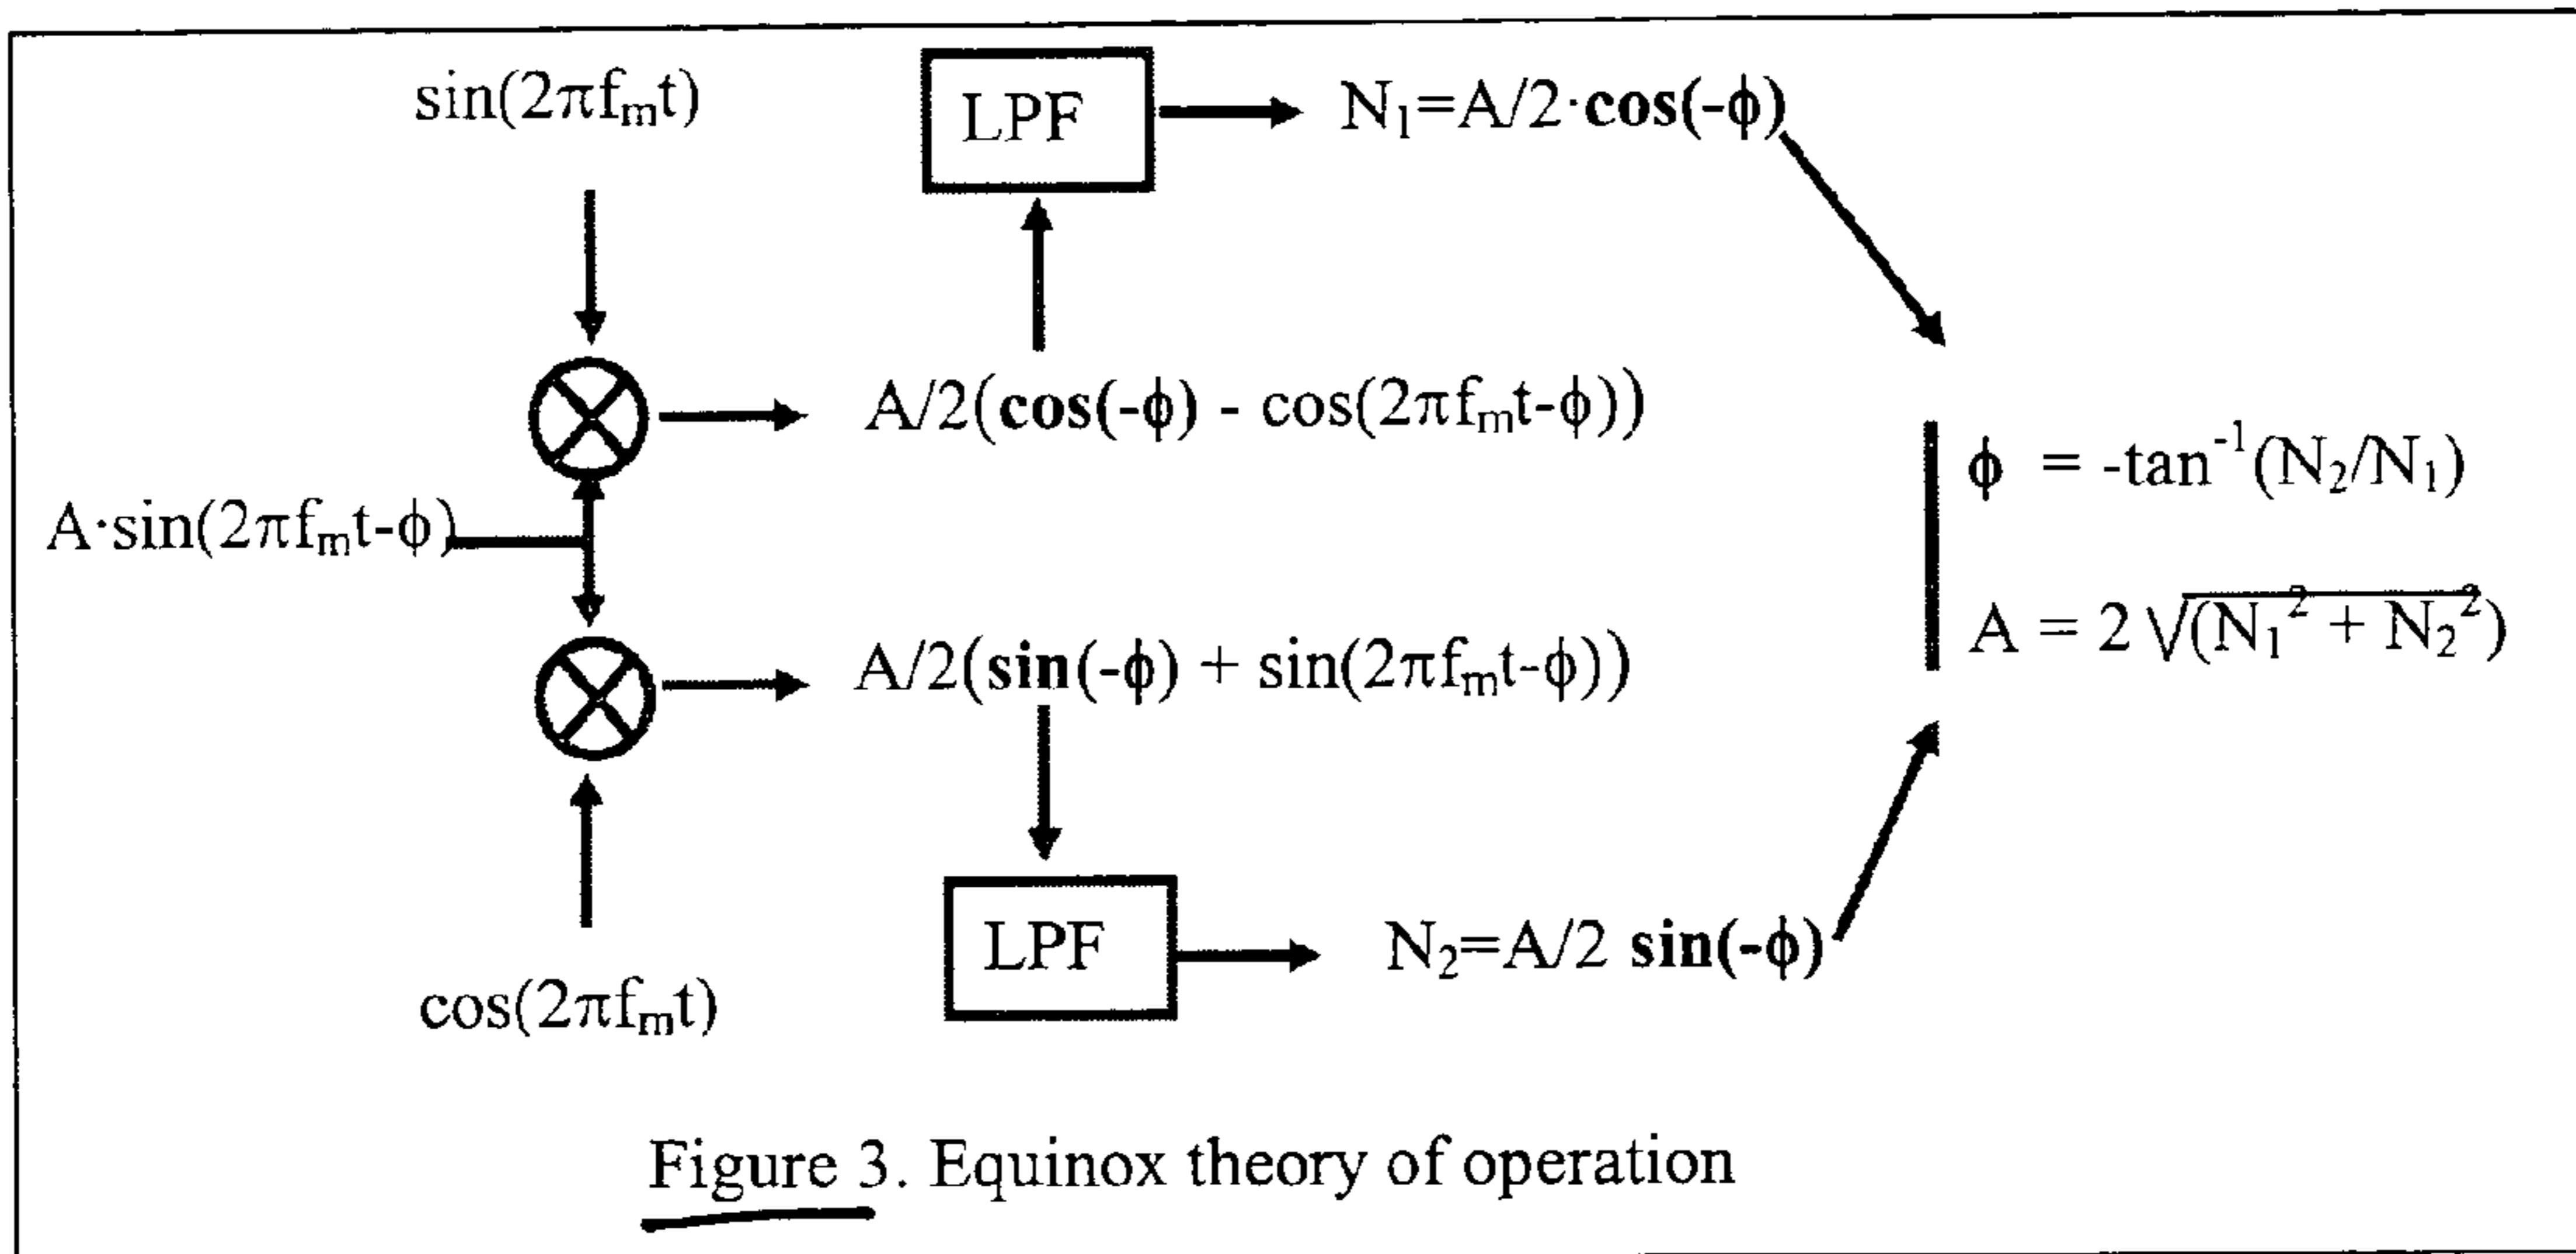 sin(2πfₘt)
LPF
N₁=A/2·cos(-ϕ)
A/2(cos(-ϕ) - cos(2πfₘt-ϕ))
ϕ = -tan⁻¹(N₂/N₁)
A·sin(2πfₘt-ϕ)
A = 2 √(N₁² + N₂²)
A/2(sin(-ϕ) + sin(2πfₘt-ϕ))
LPF
N₂=A/2 sin(-ϕ)
cos(2πfₘt)
Figure 3. Equinox theory of operation